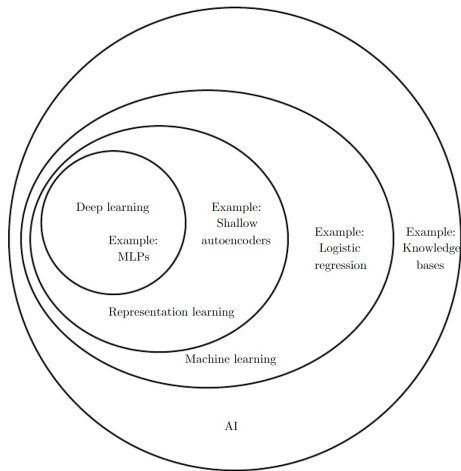 Deep learning
Example:
MLPs
Example:
Shallow
autoencoders
Example:
Logistic
regression
Example:
Knowledge
bases
Representation learning
Machine learning
AI